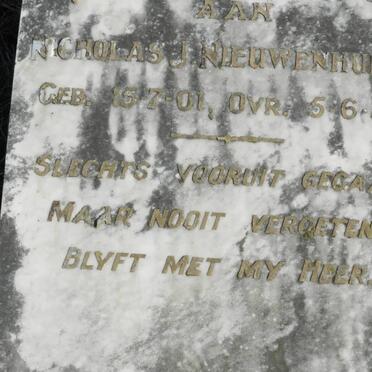 AAN
NICHOLAS J NIEUWENHU
GEB. 15-7-01, OVR. 5-6-
SLECHTS VOORUIT GEGA
MAAR NOOIT VERGETEN
BLYFT MET MY HEER.